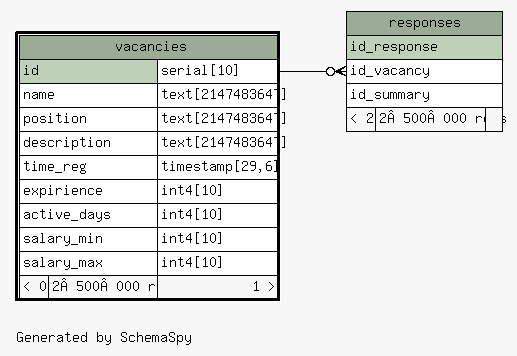 vacancies
id serial[10]
name text[2147483647]
position text[2147483647]
description text[2147483647]
time_reg timestamp[29,6]
expirience int4[10]
active_days int4[10]
salary_min int4[10]
salary_max int4[10]
< 0 2Â 500Â 000 r 1 >
responses
id_response
id_vacancy
id_summary
< 2 2Â 500Â 000
Generated by SchemaSpy